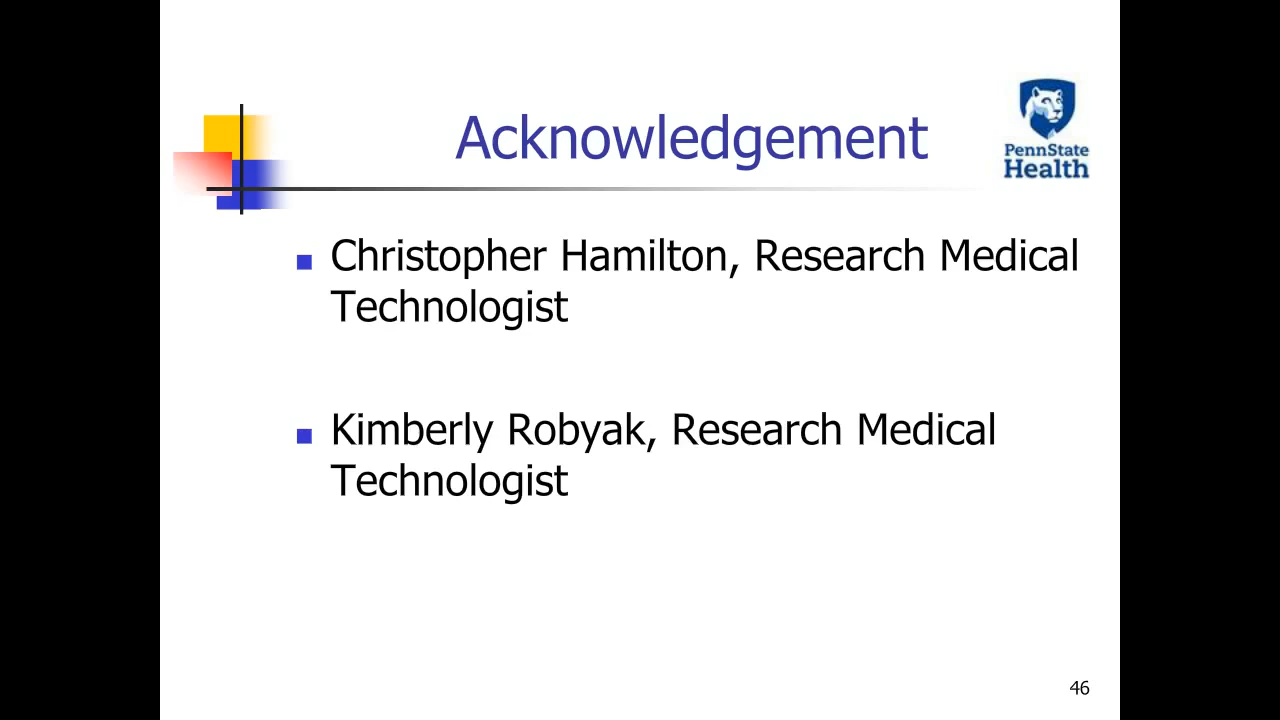 Acknowledgement
PennState
Health
Christopher Hamilton, Research Medical
Technologist
Kimberly Robyak, Research Medical
Technologist
46